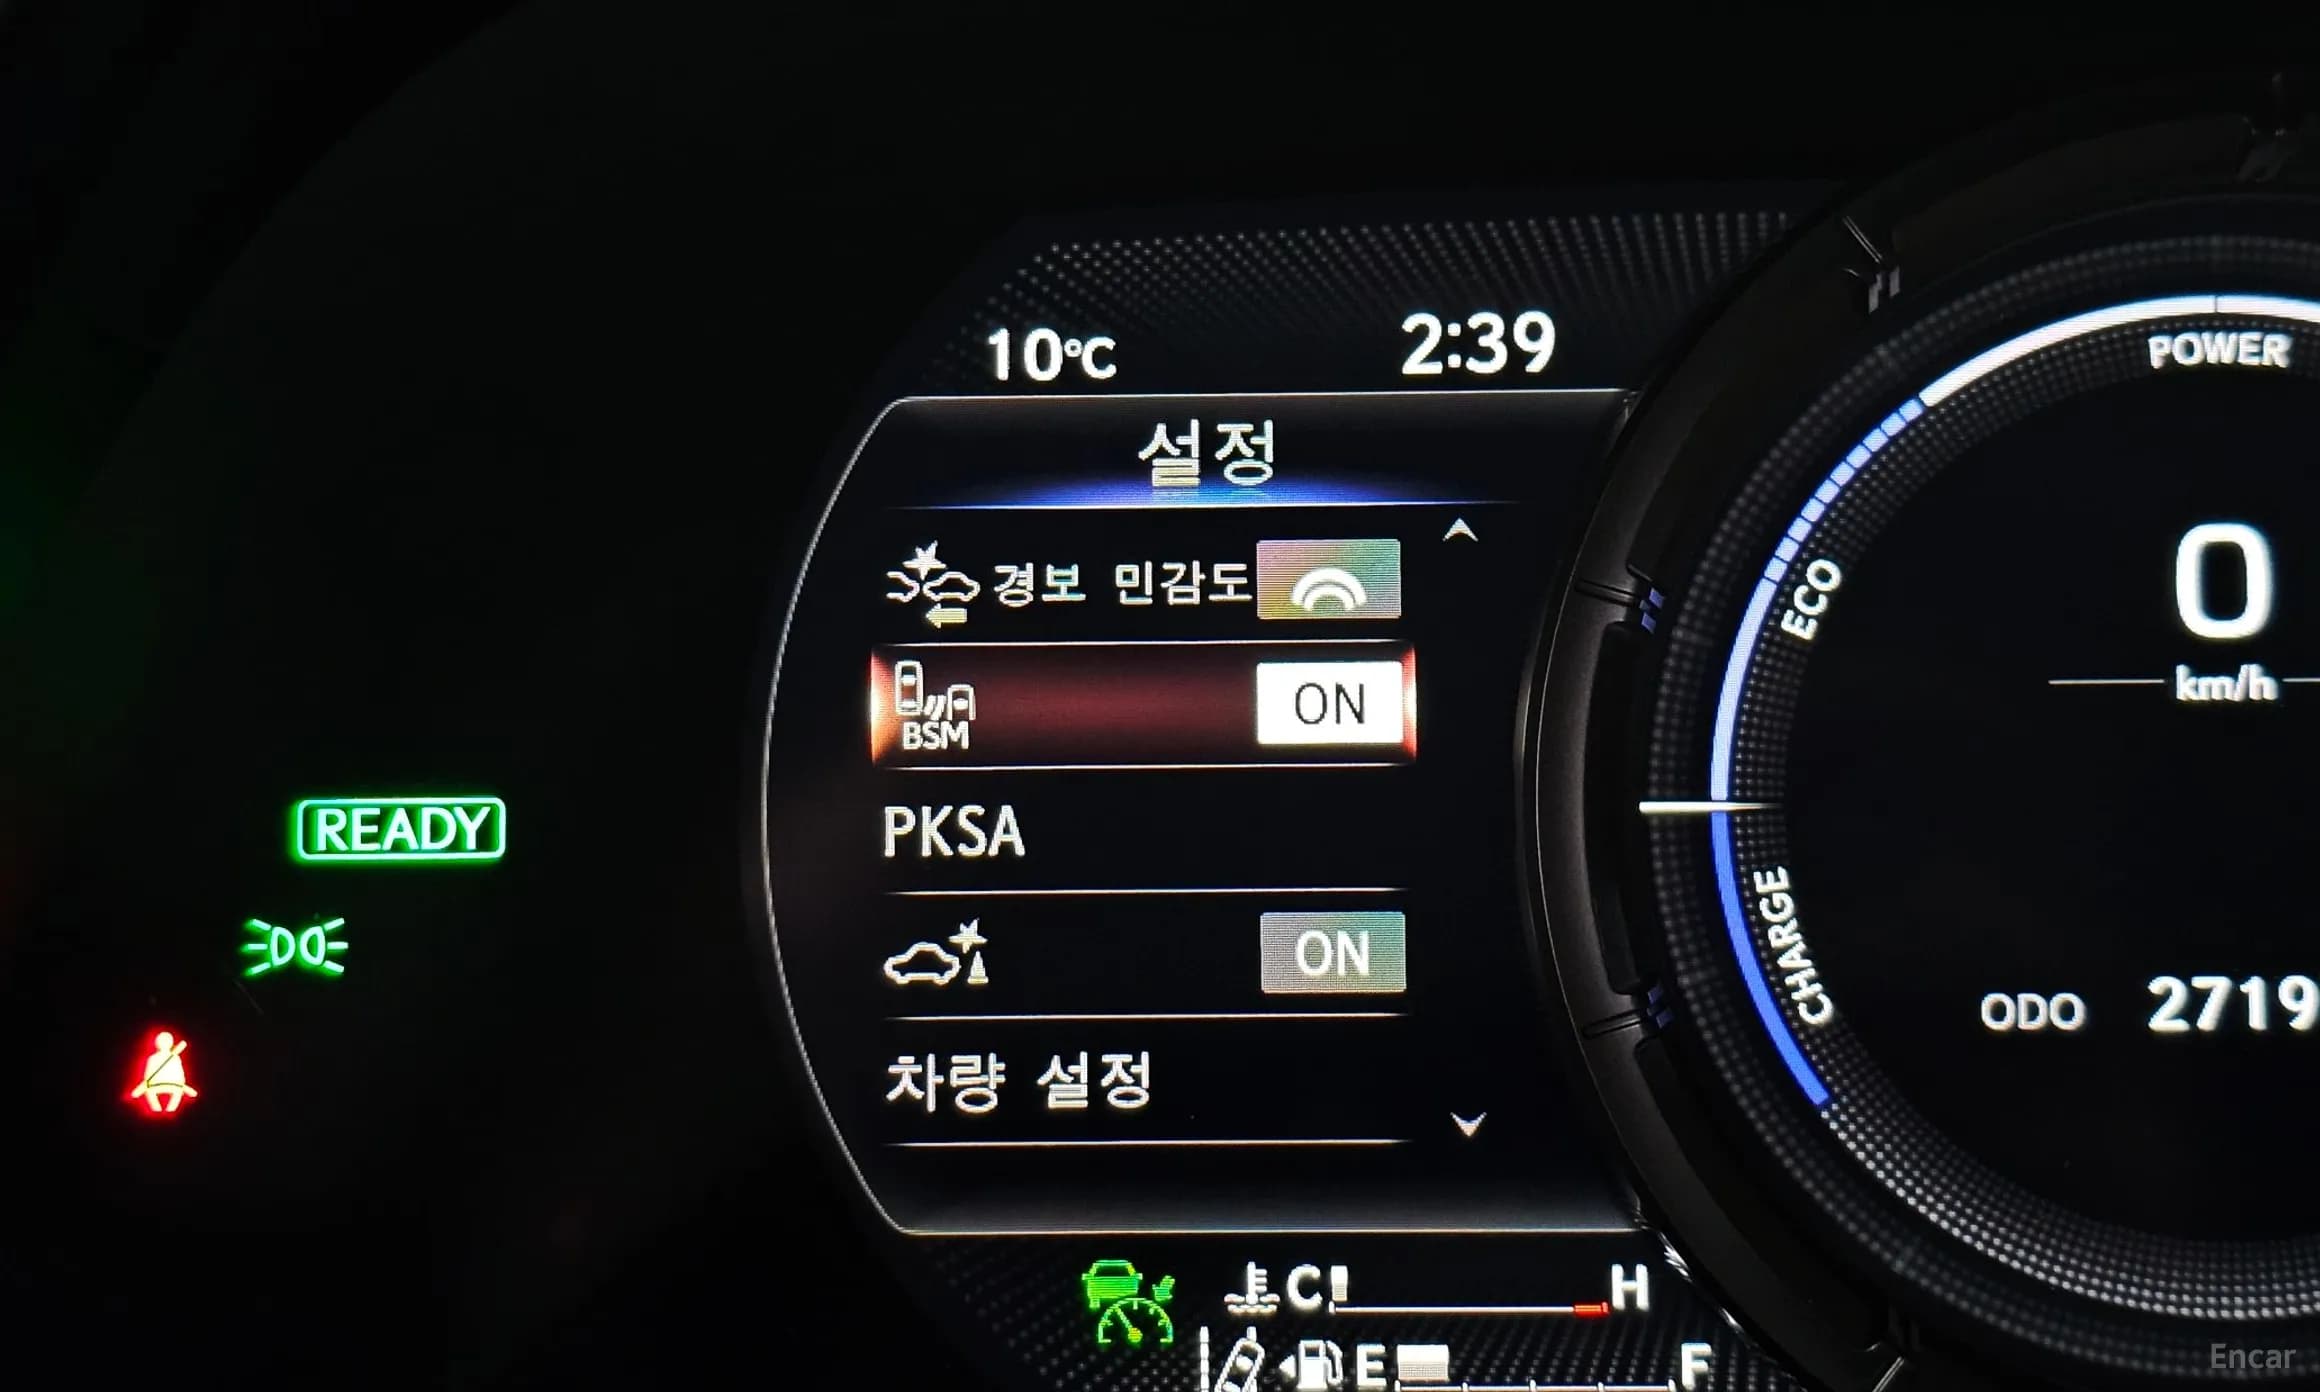 10°C 2:39
설정
경보 민감도
BSM ON
PKSA
ON
차량 설정
READY
POWER
ECO
CHARGE
0
km/h
ODO 2719
C H
E F
Encar